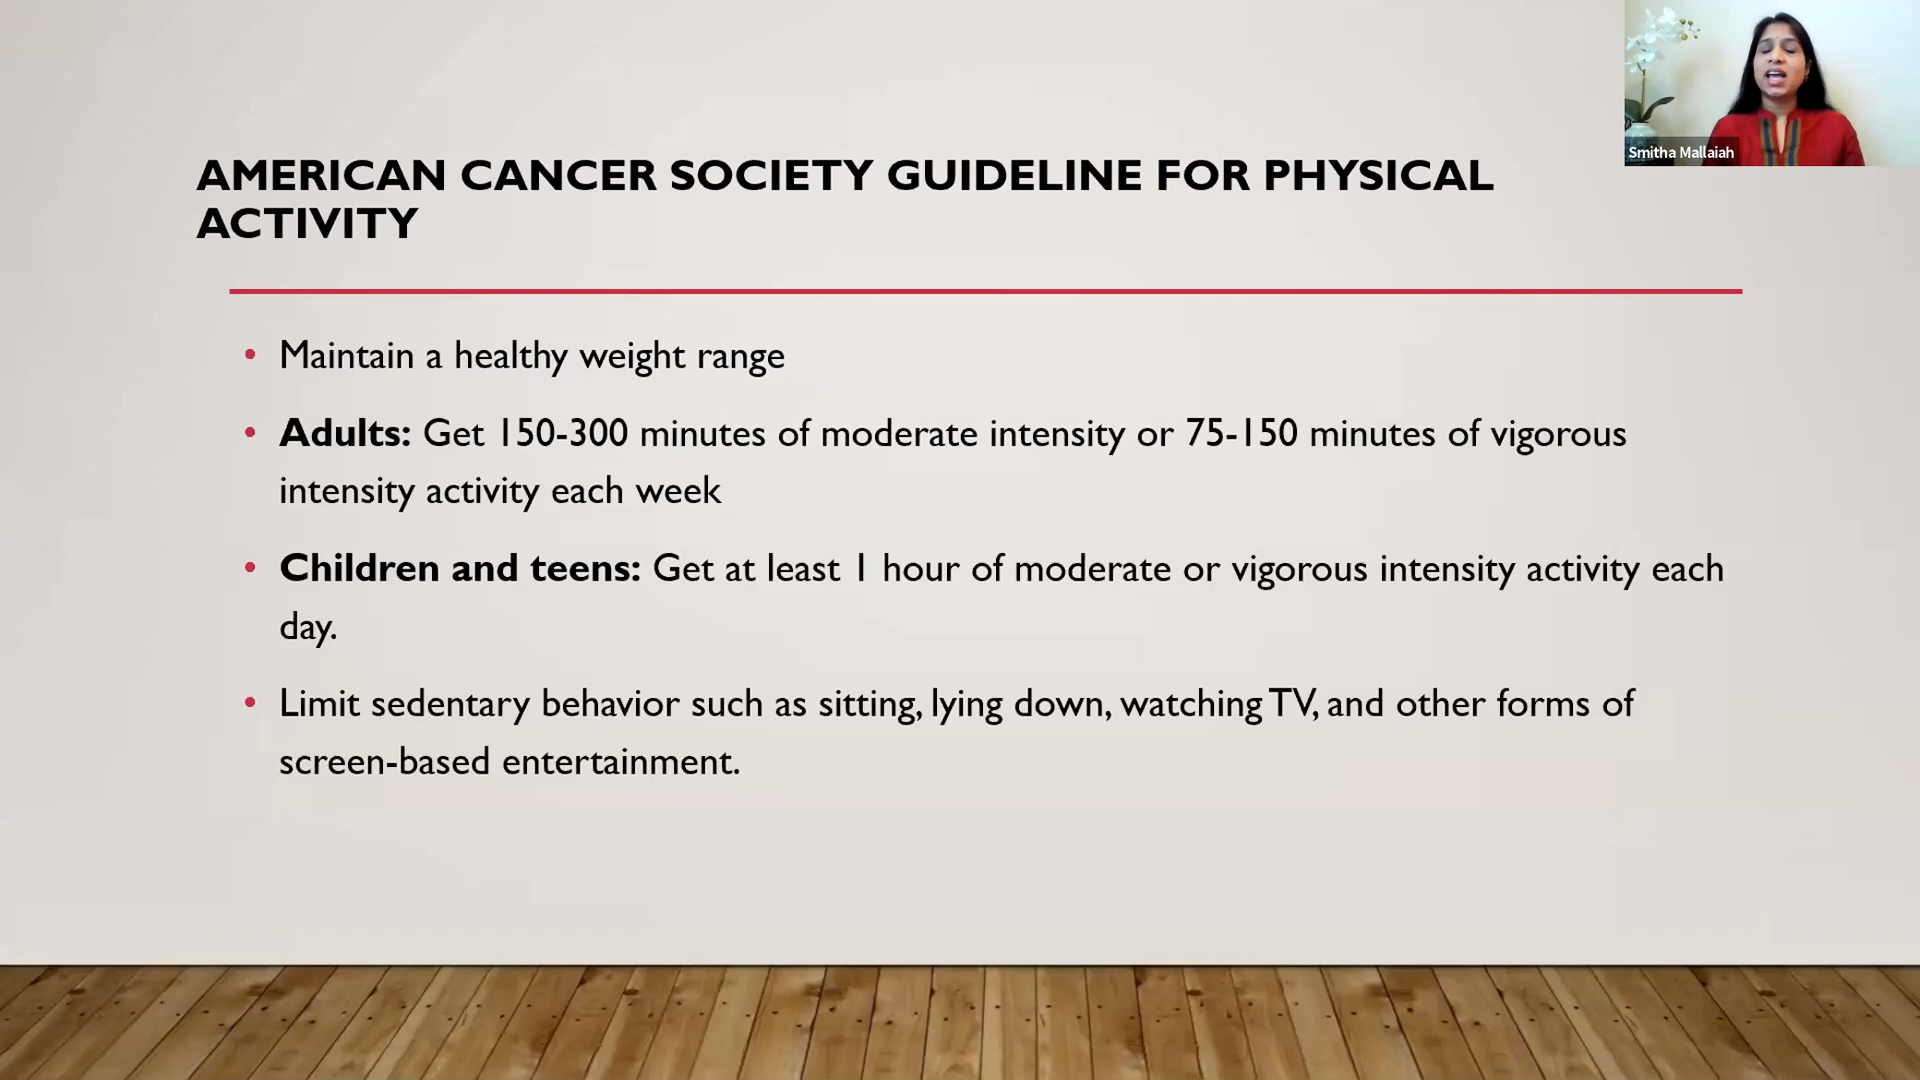 Smitha Mallaiah
AMERICAN CANCER SOCIETY GUIDELINE FOR PHYSICAL
ACTIVITY
• Maintain a healthy weight range
• Adults: Get 150-300 minutes of moderate intensity or 75-150 minutes of vigorous
intensity activity each week
• Children and teens: Get at least 1 hour of moderate or vigorous intensity activity each
day.
• Limit sedentary behavior such as sitting, lying down, watching TV, and other forms of
screen-based entertainment.